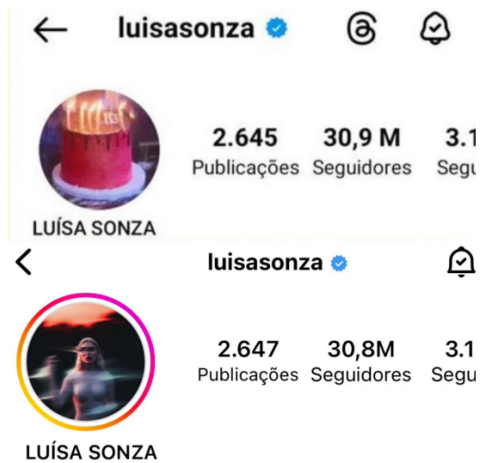 luisasonza
2.645 30,9 M 3.1
Publicações Seguidores Segu
LUÍSA SONZA
luisasonza
2.647 30,8M 3.1
Publicações Seguidores Segu
LUÍSA SONZA